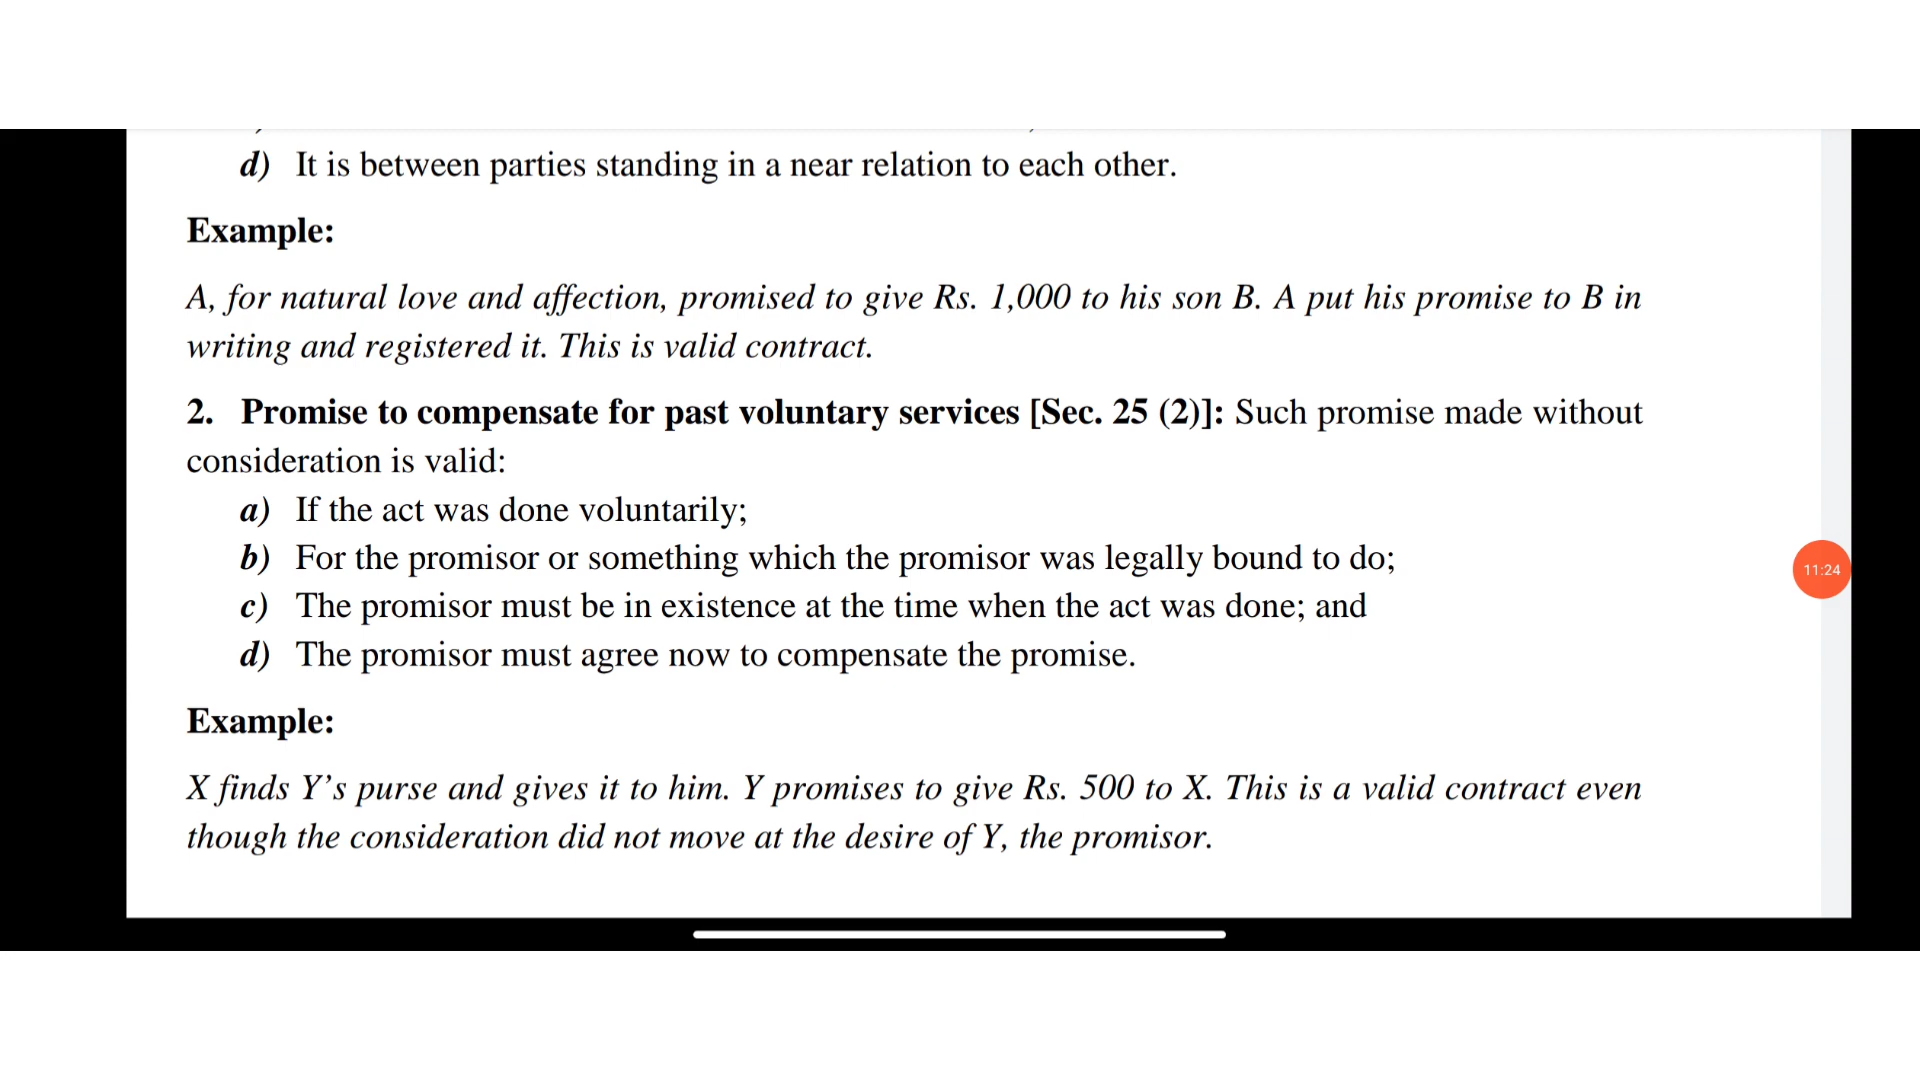 d) It is between parties standing in a near relation to each other.
Example:
A, for natural love and affection, promised to give Rs. 1,000 to his son B. A put his promise to B in
writing and registered it. This is valid contract.
2. Promise to compensate for past voluntary services [Sec. 25 (2)]: Such promise made without
consideration is valid:
a) If the act was done voluntarily;
b) For the promisor or something which the promisor was legally bound to do;
11:24
c) The promisor must be in existence at the time when the act was done; and
d) The promisor must agree now to compensate the promise.
Example:
X finds Y’s purse and gives it to him. Y promises to give Rs. 500 to X. This is a valid contract even
though the consideration did not move at the desire of Y, the promisor.